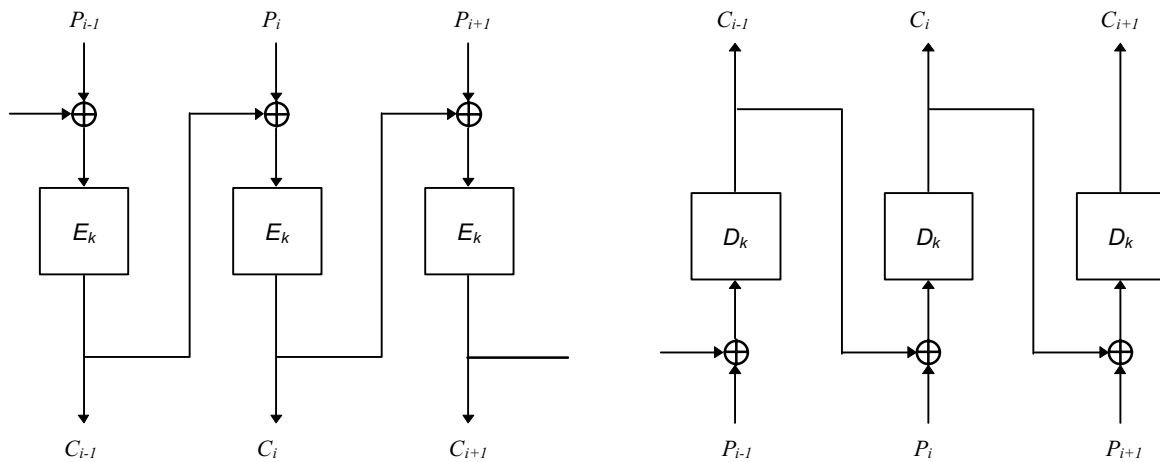 P_{i-1} P_i P_{i+1}
E_k E_k E_k
C_{i-1} C_i C_{i+1}
C_{i-1} C_i C_{i+1}
D_k D_k D_k
P_{i-1} P_i P_{i+1}